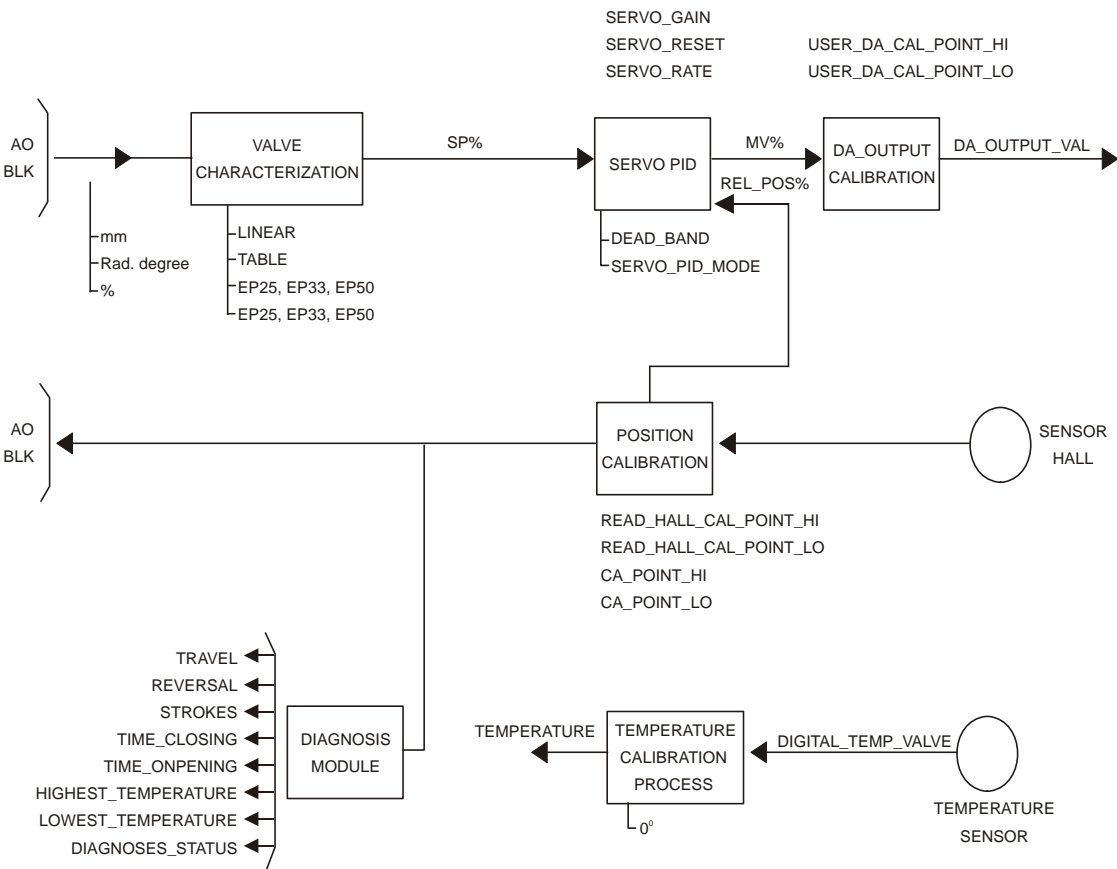 SERVO_GAIN
SERVO_RESET
SERVO_RATE
USER_DA_CAL_POINT_HI
USER_DA_CAL_POINT_LO
AO
BLK
VALVE
CHARACTERIZATION
SP%
SERVO PID
MV%
REL_POS%
DA_OUTPUT
CALIBRATION
DA_OUTPUT_VAL
mm
Rad. degree
%
LINEAR
TABLE
EP25, EP33, EP50
EP25, EP33, EP50
DEAD_BAND
SERVO_PID_MODE
AO
BLK
POSITION
CALIBRATION
SENSOR
HALL
READ_HALL_CAL_POINT_HI
READ_HALL_CAL_POINT_LO
CA_POINT_HI
CA_POINT_LO
TRAVEL
REVERSAL
STROKES
TIME_CLOSING
TIME_ONPENING
HIGHEST_TEMPERATURE
LOWEST_TEMPERATURE
DIAGNOSES_STATUS
DIAGNOSIS
MODULE
TEMPERATURE
TEMPERATURE
CALIBRATION
PROCESS
0⁰
DIGITAL_TEMP_VALVE
TEMPERATURE
SENSOR